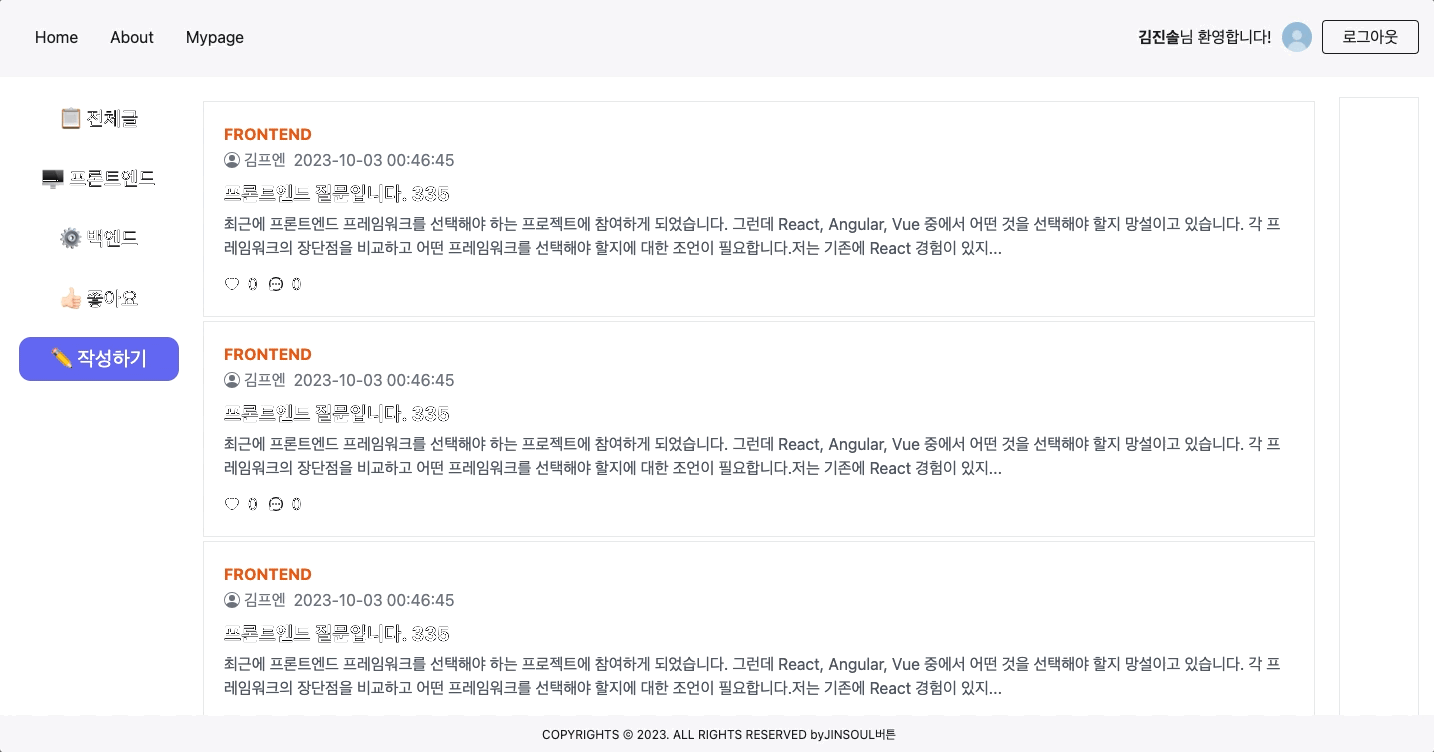 Home About Mypage
김진솔님 환영합니다! 로그아웃
📋 전체글
🖥️ 프론트엔드
⚙️ 백엔드
👍🏻 좋아요
✏️ 작성하기
FRONTEND
김프엔 2023-10-03 00:46:45
프론트엔드 질문입니다. 335
최근에 프론트엔드 프레임워크를 선택해야 하는 프로젝트에 참여하게 되었습니다. 그런데 React, Angular, Vue 중에서 어떤 것을 선택해야 할지 망설이고 있습니다. 각 프
레임워크의 장단점을 비교하고 어떤 프레임워크를 선택해야 할지에 대한 조언이 필요합니다.저는 기존에 React 경험이 있지...
0 0
FRONTEND
김프엔 2023-10-03 00:46:45
프론트엔드 질문입니다. 335
최근에 프론트엔드 프레임워크를 선택해야 하는 프로젝트에 참여하게 되었습니다. 그런데 React, Angular, Vue 중에서 어떤 것을 선택해야 할지 망설이고 있습니다. 각 프
레임워크의 장단점을 비교하고 어떤 프레임워크를 선택해야 할지에 대한 조언이 필요합니다.저는 기존에 React 경험이 있지...
0 0
FRONTEND
김프엔 2023-10-03 00:46:45
프론트엔드 질문입니다. 335
최근에 프론트엔드 프레임워크를 선택해야 하는 프로젝트에 참여하게 되었습니다. 그런데 React, Angular, Vue 중에서 어떤 것을 선택해야 할지 망설이고 있습니다. 각 프
레임워크의 장단점을 비교하고 어떤 프레임워크를 선택해야 할지에 대한 조언이 필요합니다.저는 기존에 React 경험이 있지...
COPYRIGHTS © 2023. ALL RIGHTS RESERVED byJINSOUL버튼